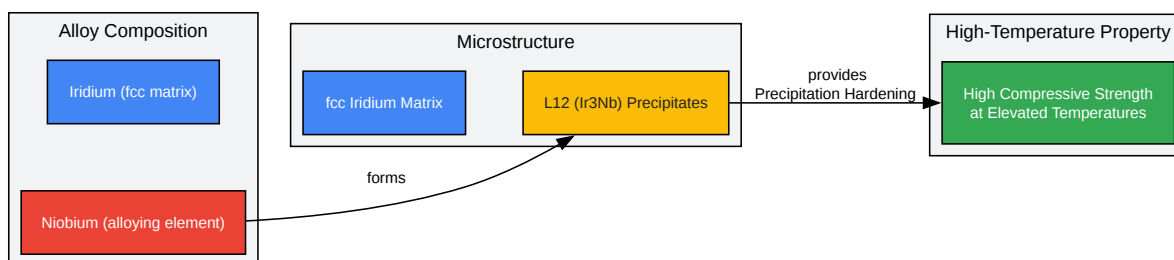 Alloy Composition
Iridium (fcc matrix)
Niobium (alloying element)
forms
Microstructure
fcc Iridium Matrix
L12 (Ir3Nb) Precipitates
provides
Precipitation Hardening
High-Temperature Property
High Compressive Strength
at Elevated Temperatures